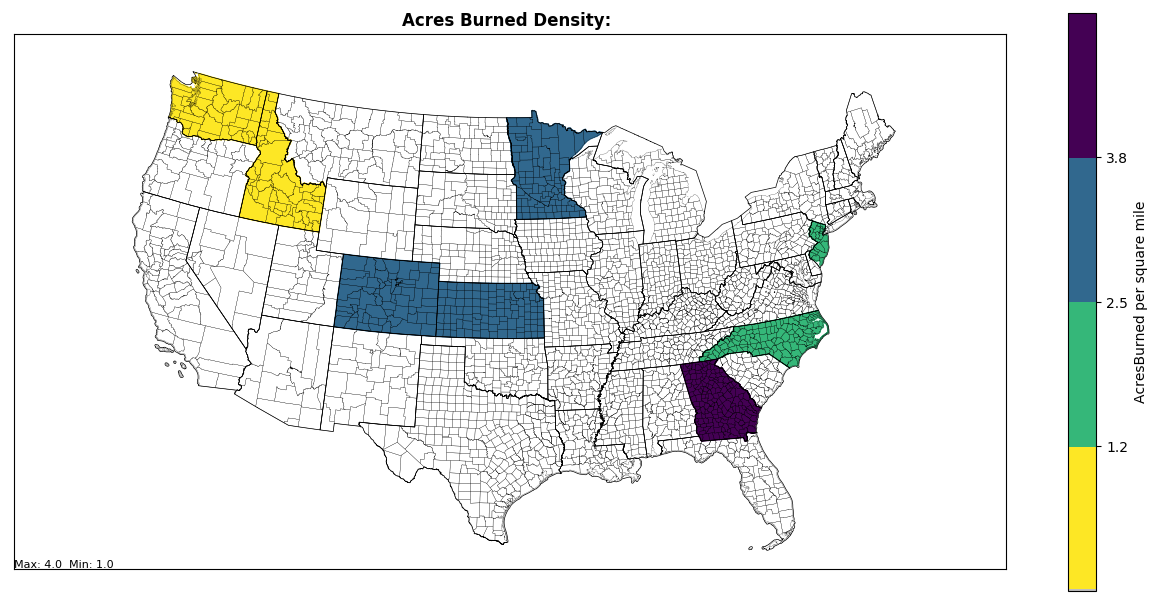 Acres Burned Density:
3.8
2.5
1.2
AcresBurned per square mile
Max: 4.0  Min: 1.0